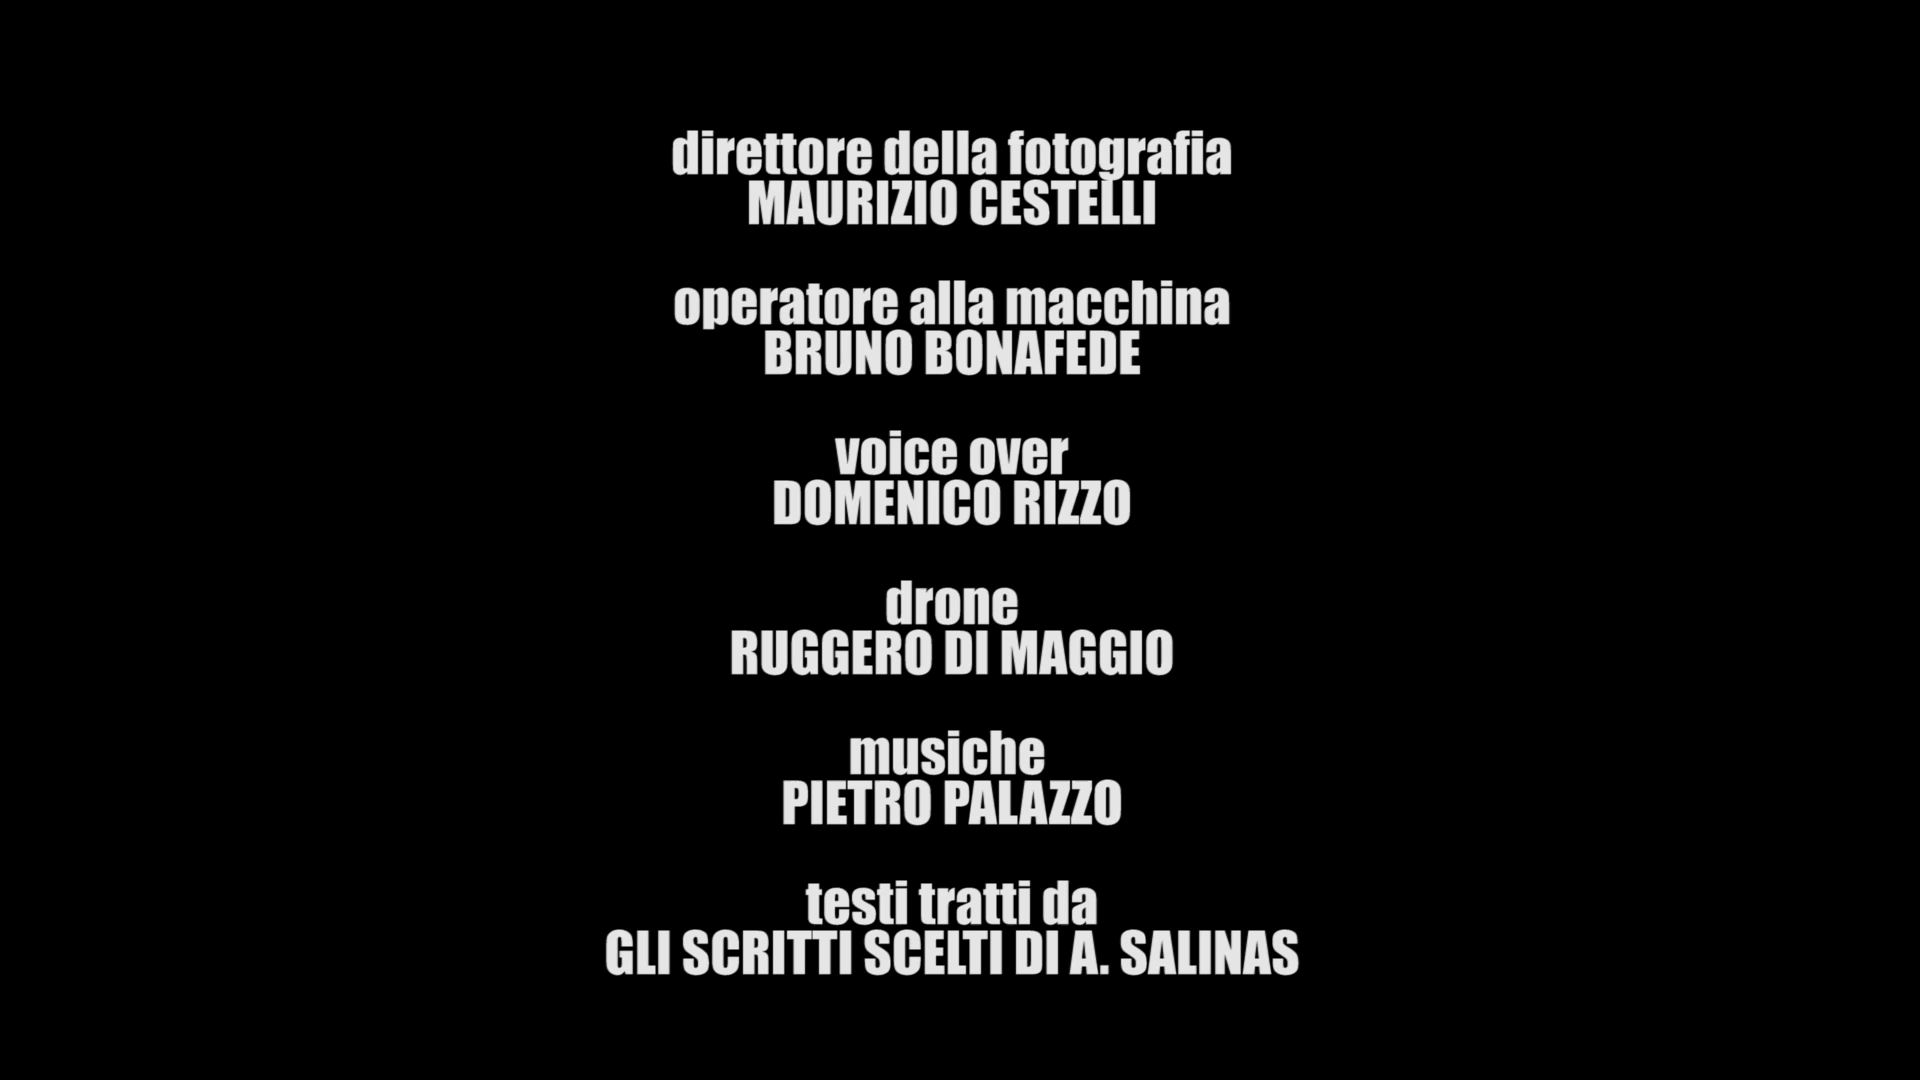 direttore della fotografia
MAURIZIO CESTELLI
operatore alla macchina
BRUNO BONAFEDE
voice over
DOMENICO RIZZO
drone
RUGGERO DI MAGGIO
musiche
PIETRO PALAZZO
testi tratti da
GLI SCRITTI SCELTI DI A. SALINAS